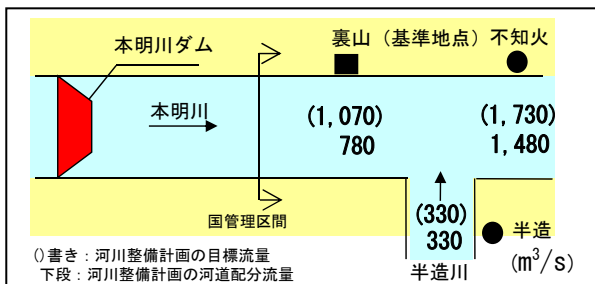 裏山（基準地点）不知火
本明川ダム
本明川
(1,070)
780
(1,730)
1,480
国管理区間
(330)
330
半造
(m³/s)
半造川
()書き：河川整備計画の目標流量
下段：河川整備計画の河道配分流量